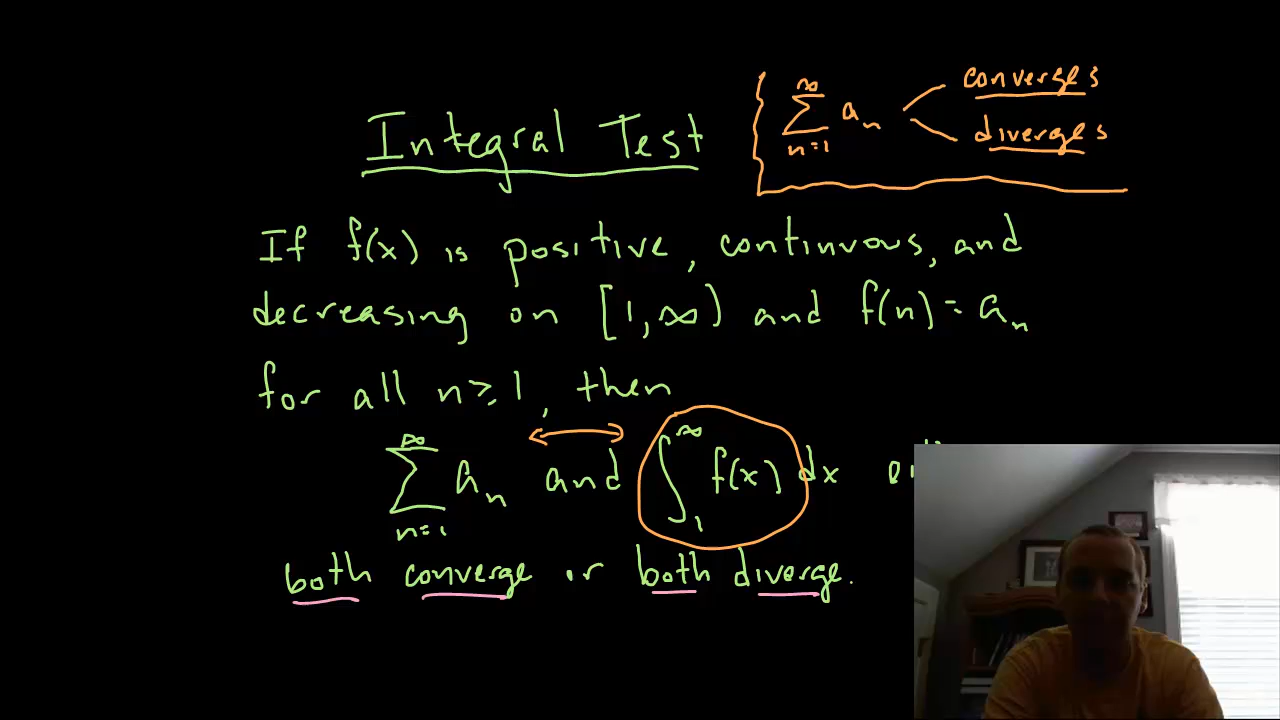 Integral Test
∞
∑ aₙ
n=1
converges
diverges
If f(x) is positive, continuous, and
decreasing on [1,∞) and f(n) = aₙ
for all n≥1, then
∞
∑ aₙ and ∫₁^∞ f(x) dx
n=1
both converge or both diverge.